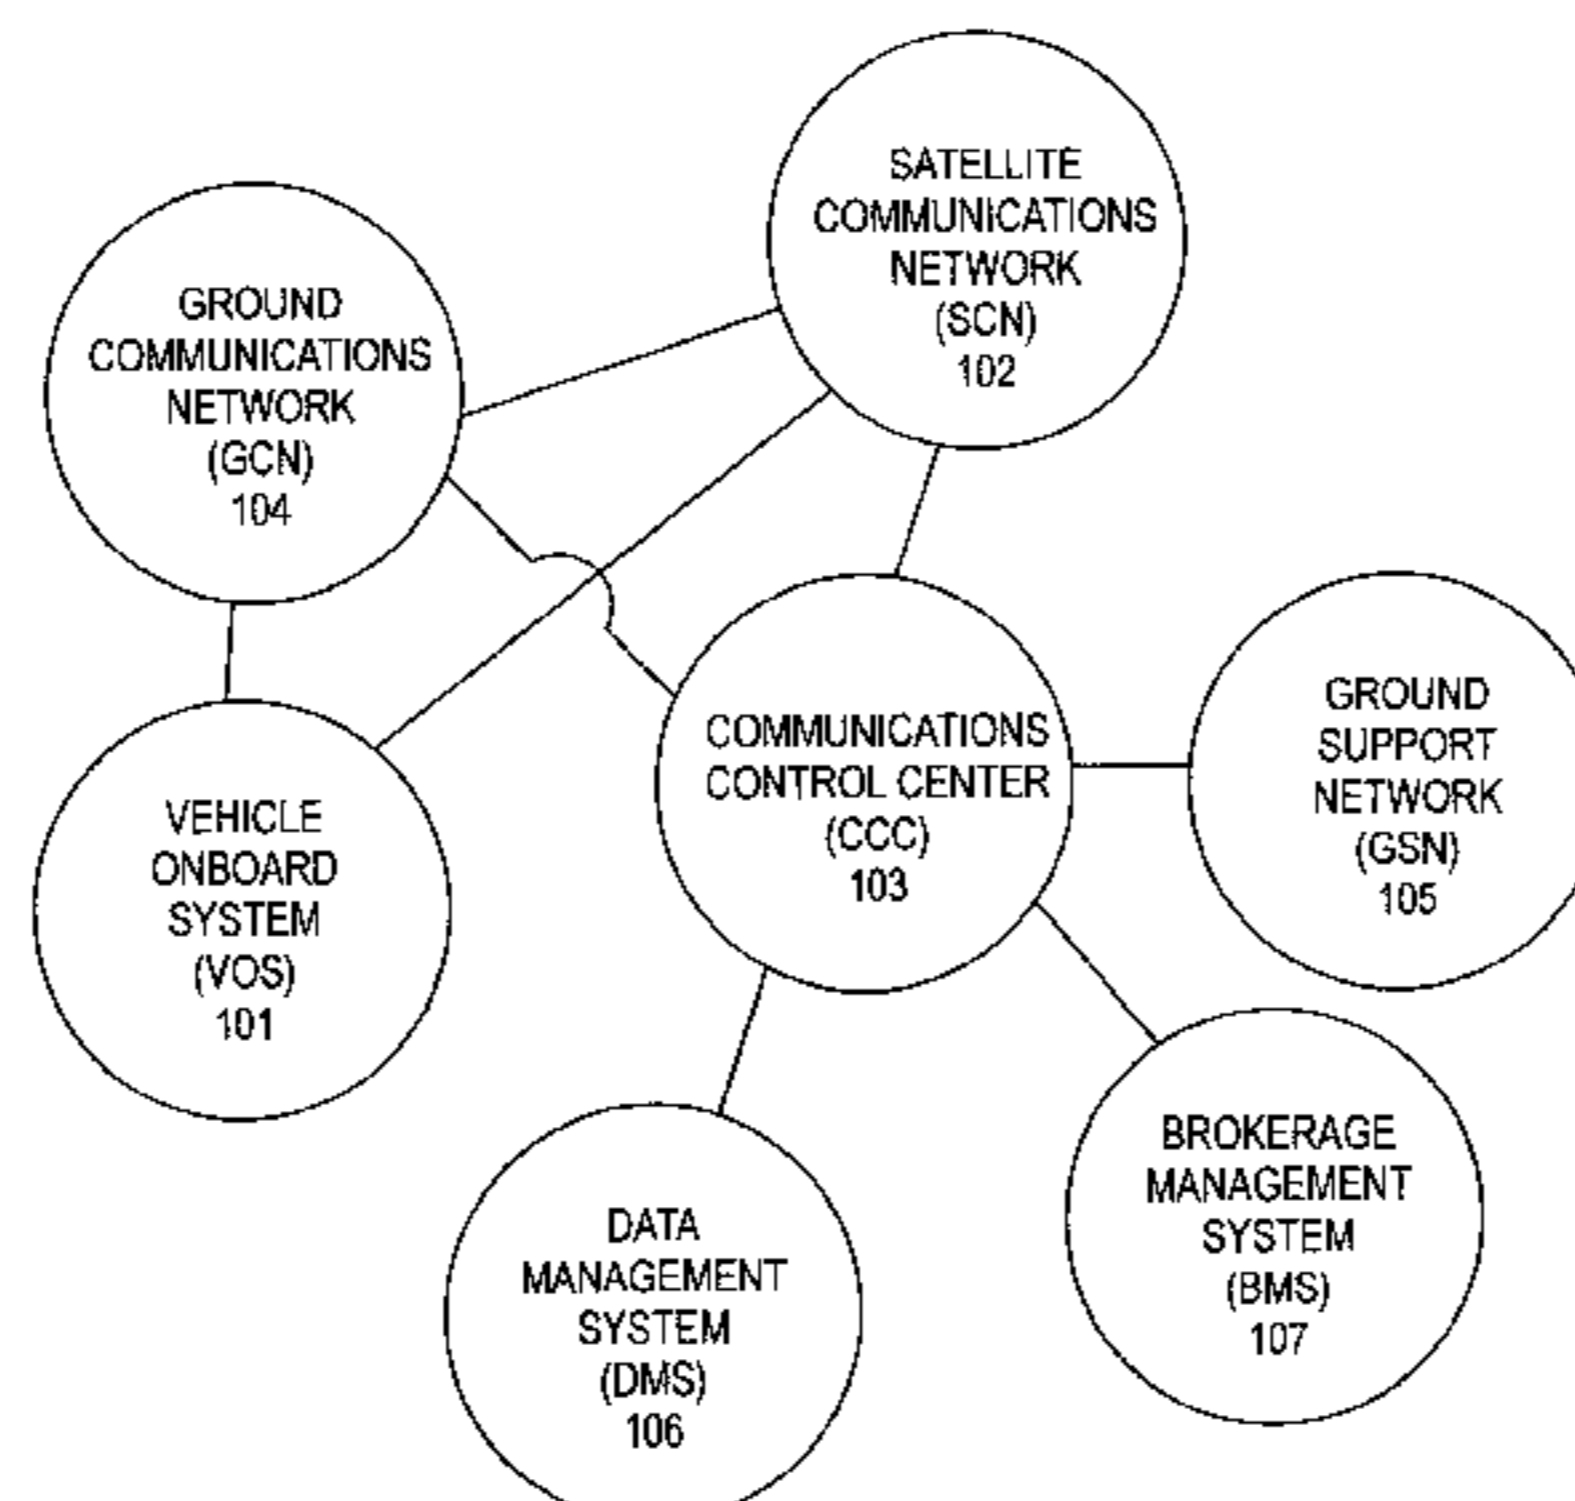 SATELLITE
COMMUNICATIONS
NETWORK
(SCN)
102
GROUND
COMMUNICATIONS
NETWORK
(GCN)
104
COMMUNICATIONS
CONTROL CENTER
(CCC)
103
GROUND
SUPPORT
NETWORK
(GSN)
105
VEHICLE
ONBOARD
SYSTEM
(VOS)
101
BROKERAGE
MANAGEMENT
SYSTEM
(BMS)
107
DATA
MANAGEMENT
SYSTEM
(DMS)
106